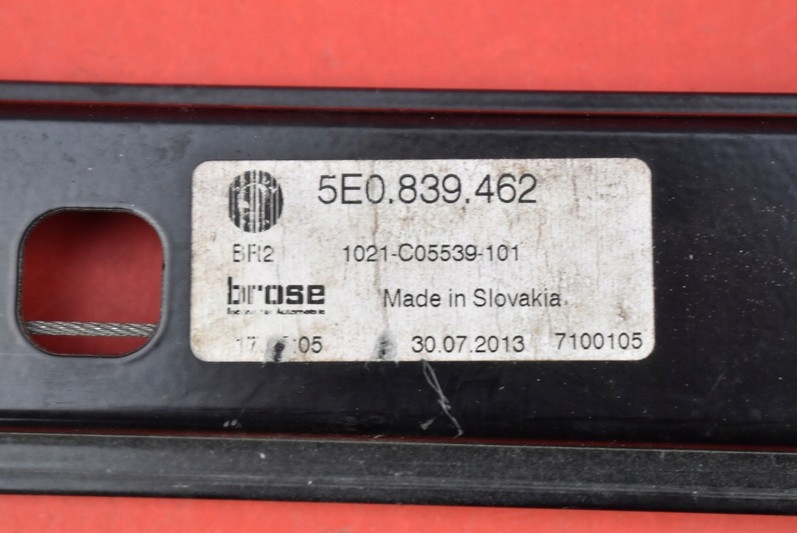 5E0.839.462
BR2 1021-C05539-101
brose
Made in Slovakia
30.07.2013 7100105